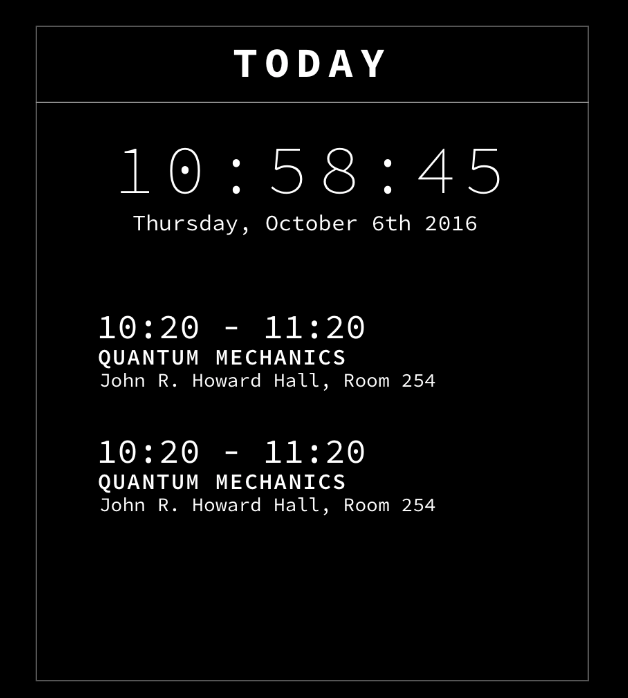 TODAY
10:58:45
Thursday, October 6th 2016
10:20 - 11:20
QUANTUM MECHANICS
John R. Howard Hall, Room 254
10:20 - 11:20
QUANTUM MECHANICS
John R. Howard Hall, Room 254